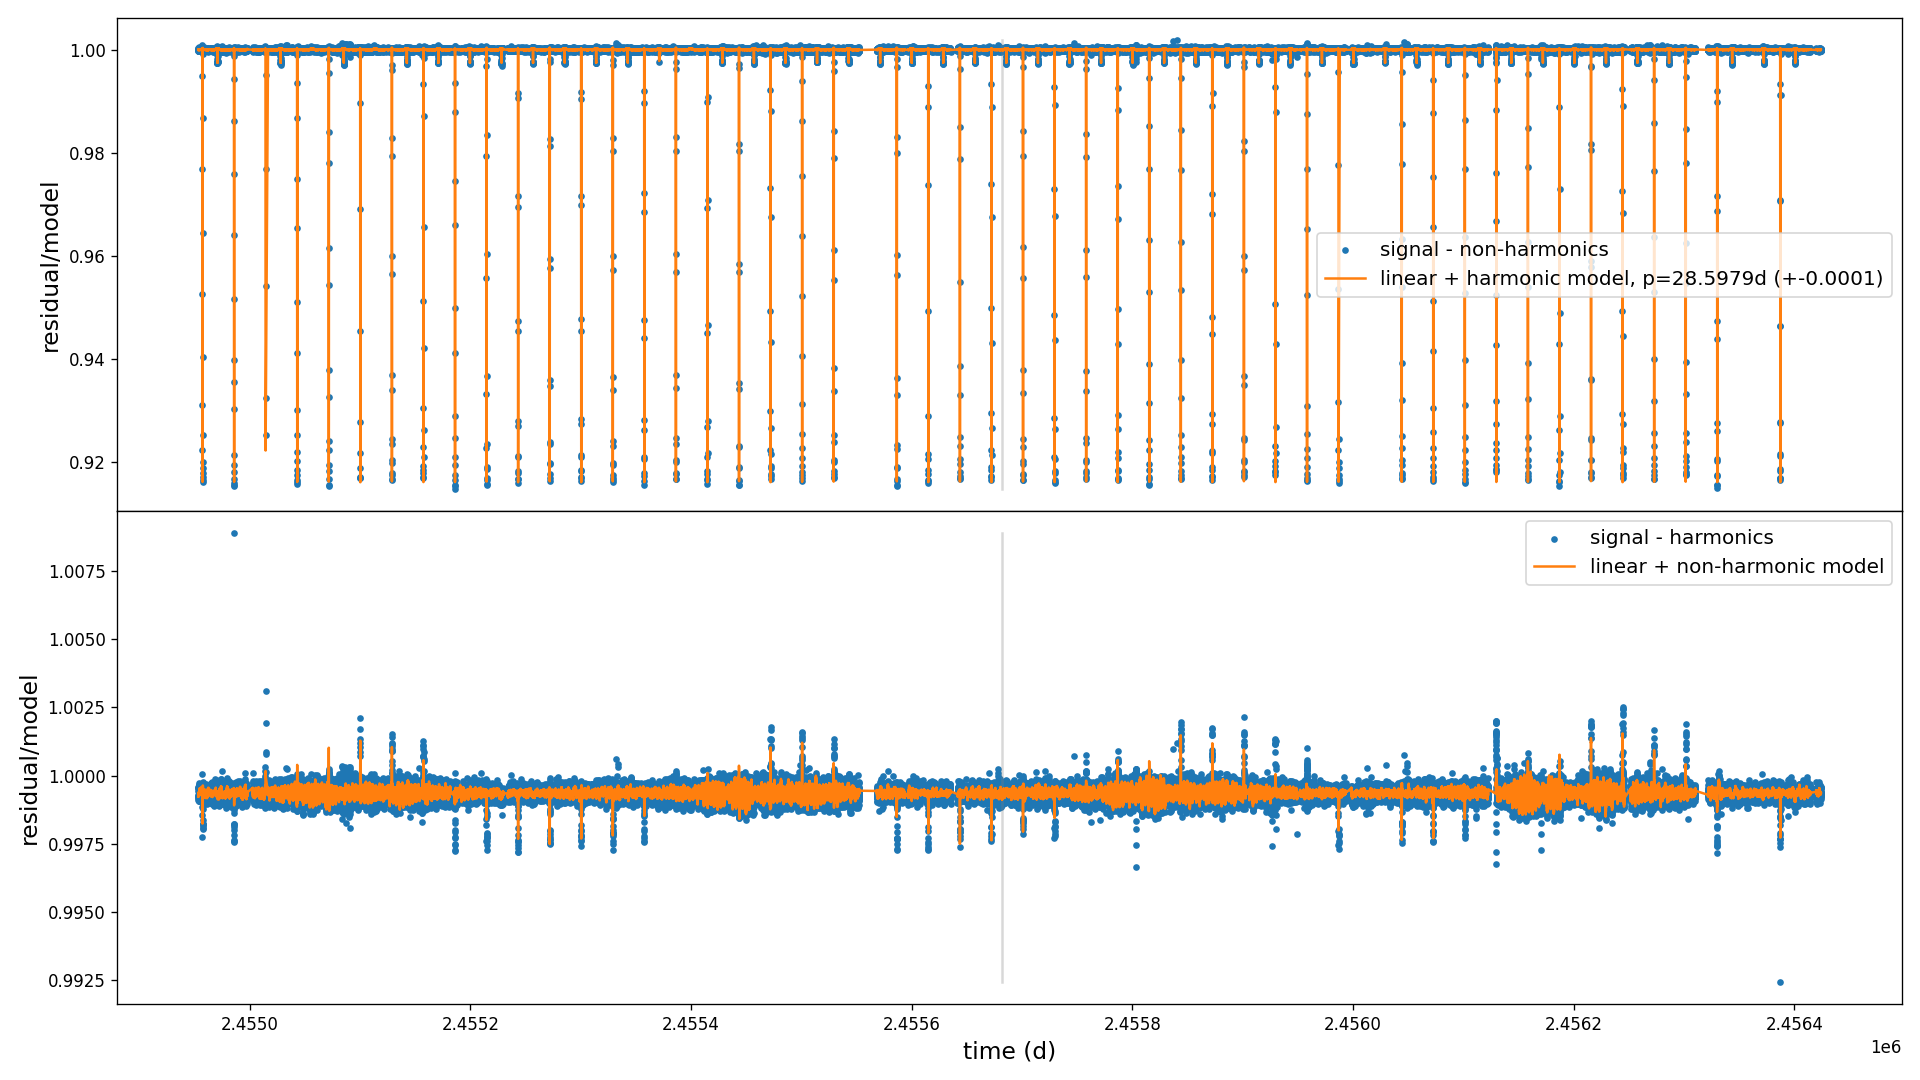 1.00
0.98
0.96
0.94
0.92
residual/model
signal - non-harmonics
linear + harmonic model, p=28.5979d (+-0.0001)
1.0075
1.0050
1.0025
1.0000
0.9975
0.9950
0.9925
residual/model
signal - harmonics
linear + non-harmonic model
2.4550 2.4552 2.4554 2.4556 2.4558 2.4560 2.4562 2.4564
time (d)
1e6